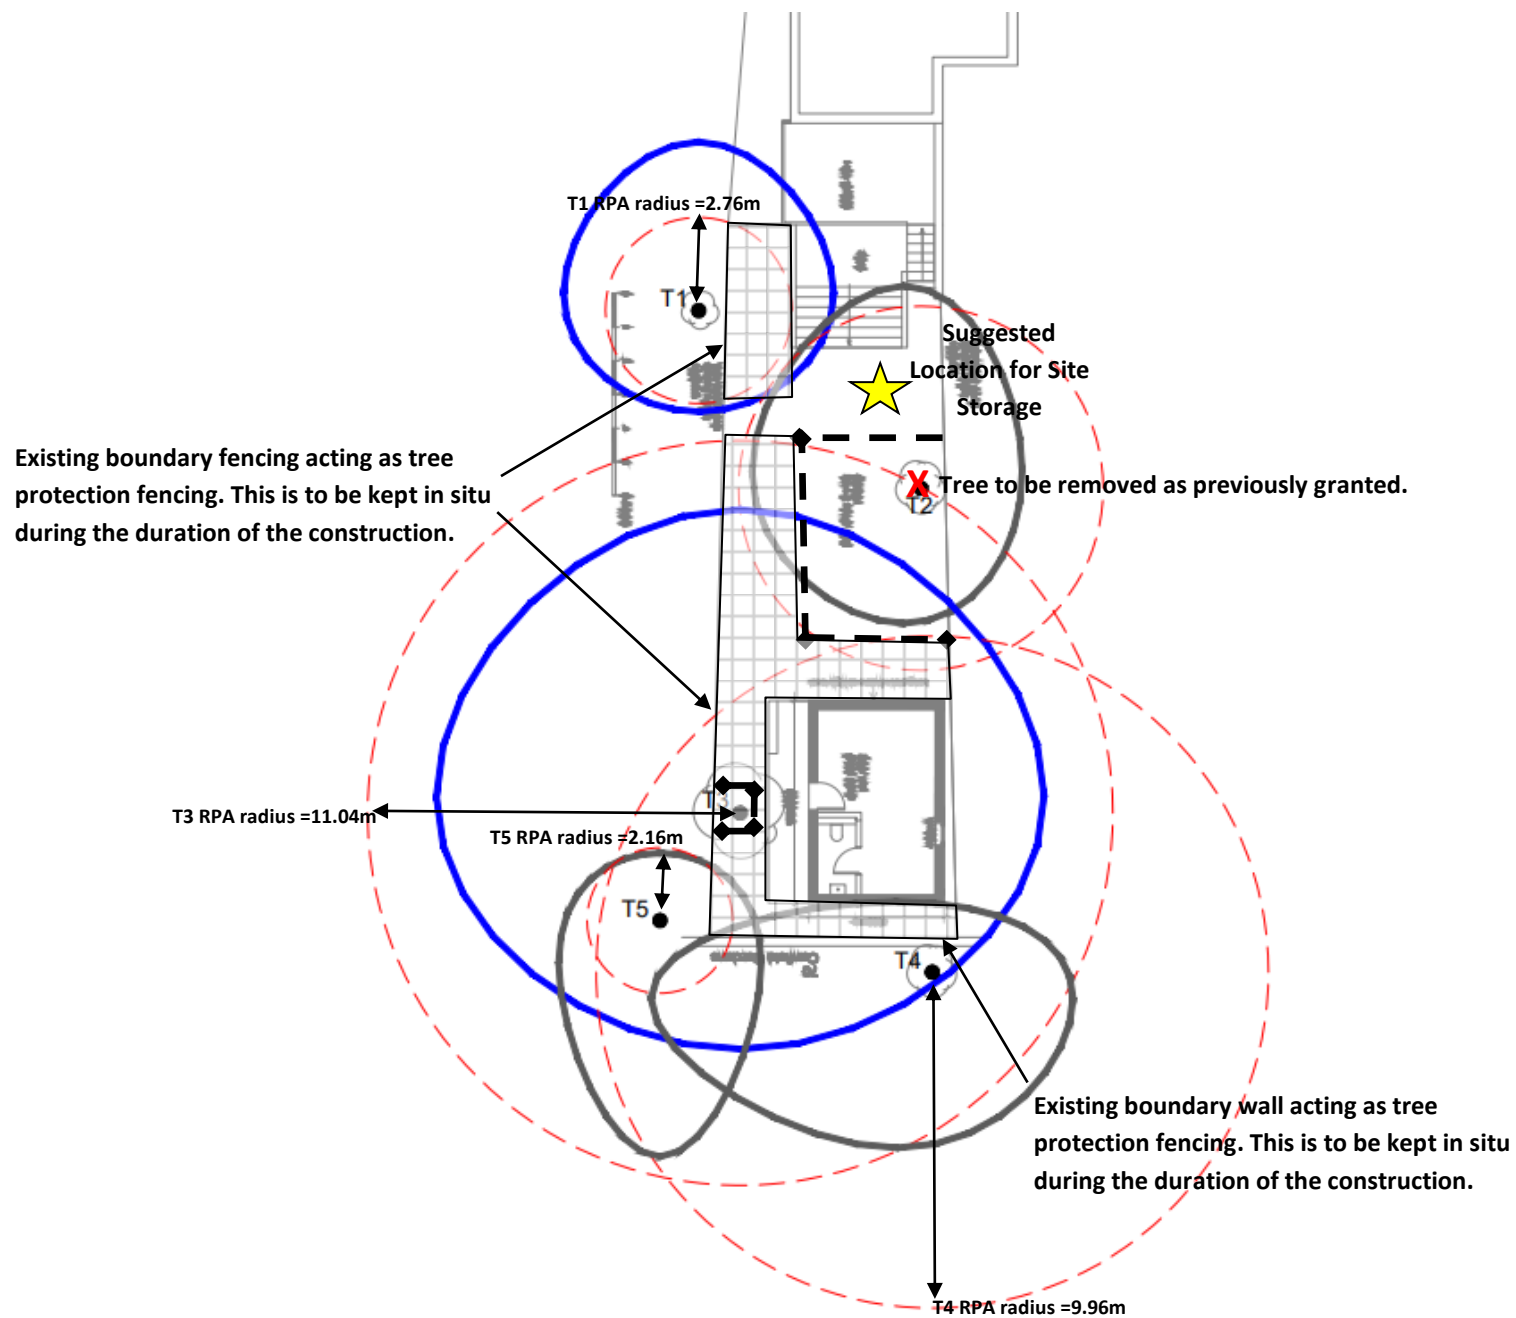 T1 RPA radius =2.76m
T1
Suggested
Location for Site
Storage
Existing boundary fencing acting as tree
protection fencing. This is to be kept in situ
during the duration of the construction.
X
Tree to be removed as previously granted.
T2
T3
T3 RPA radius =11.04m
T5 RPA radius =2.16m
T5
T4
Existing boundary wall acting as tree
protection fencing. This is to be kept in situ
during the duration of the construction.
T4 RPA radius =9.96m